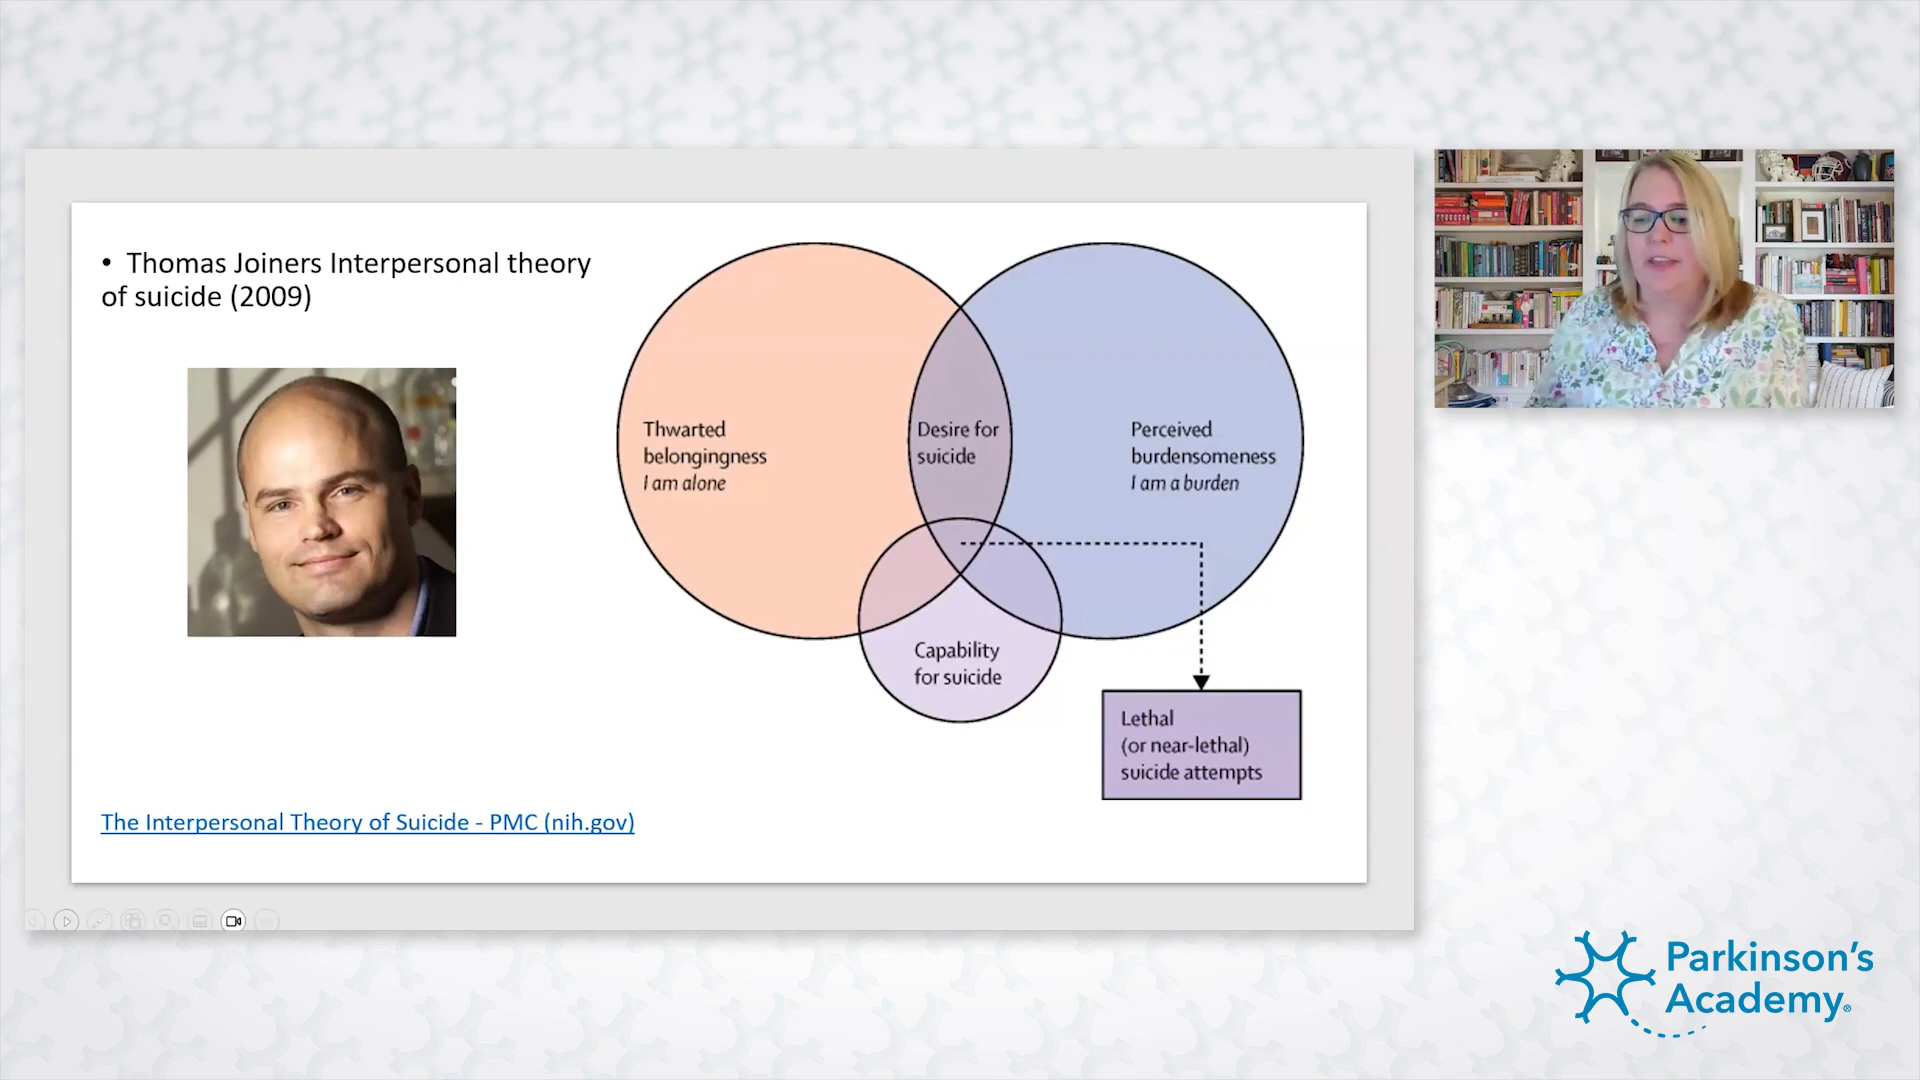 • Thomas Joiners Interpersonal theory
of suicide (2009)
Thwarted
belongingness
I am alone
Desire for
suicide
Perceived
burdensomeness
I am a burden
Capability
for suicide
Lethal
(or near-lethal)
suicide attempts
The Interpersonal Theory of Suicide - PMC (nih.gov)
Parkinson's
Academy®